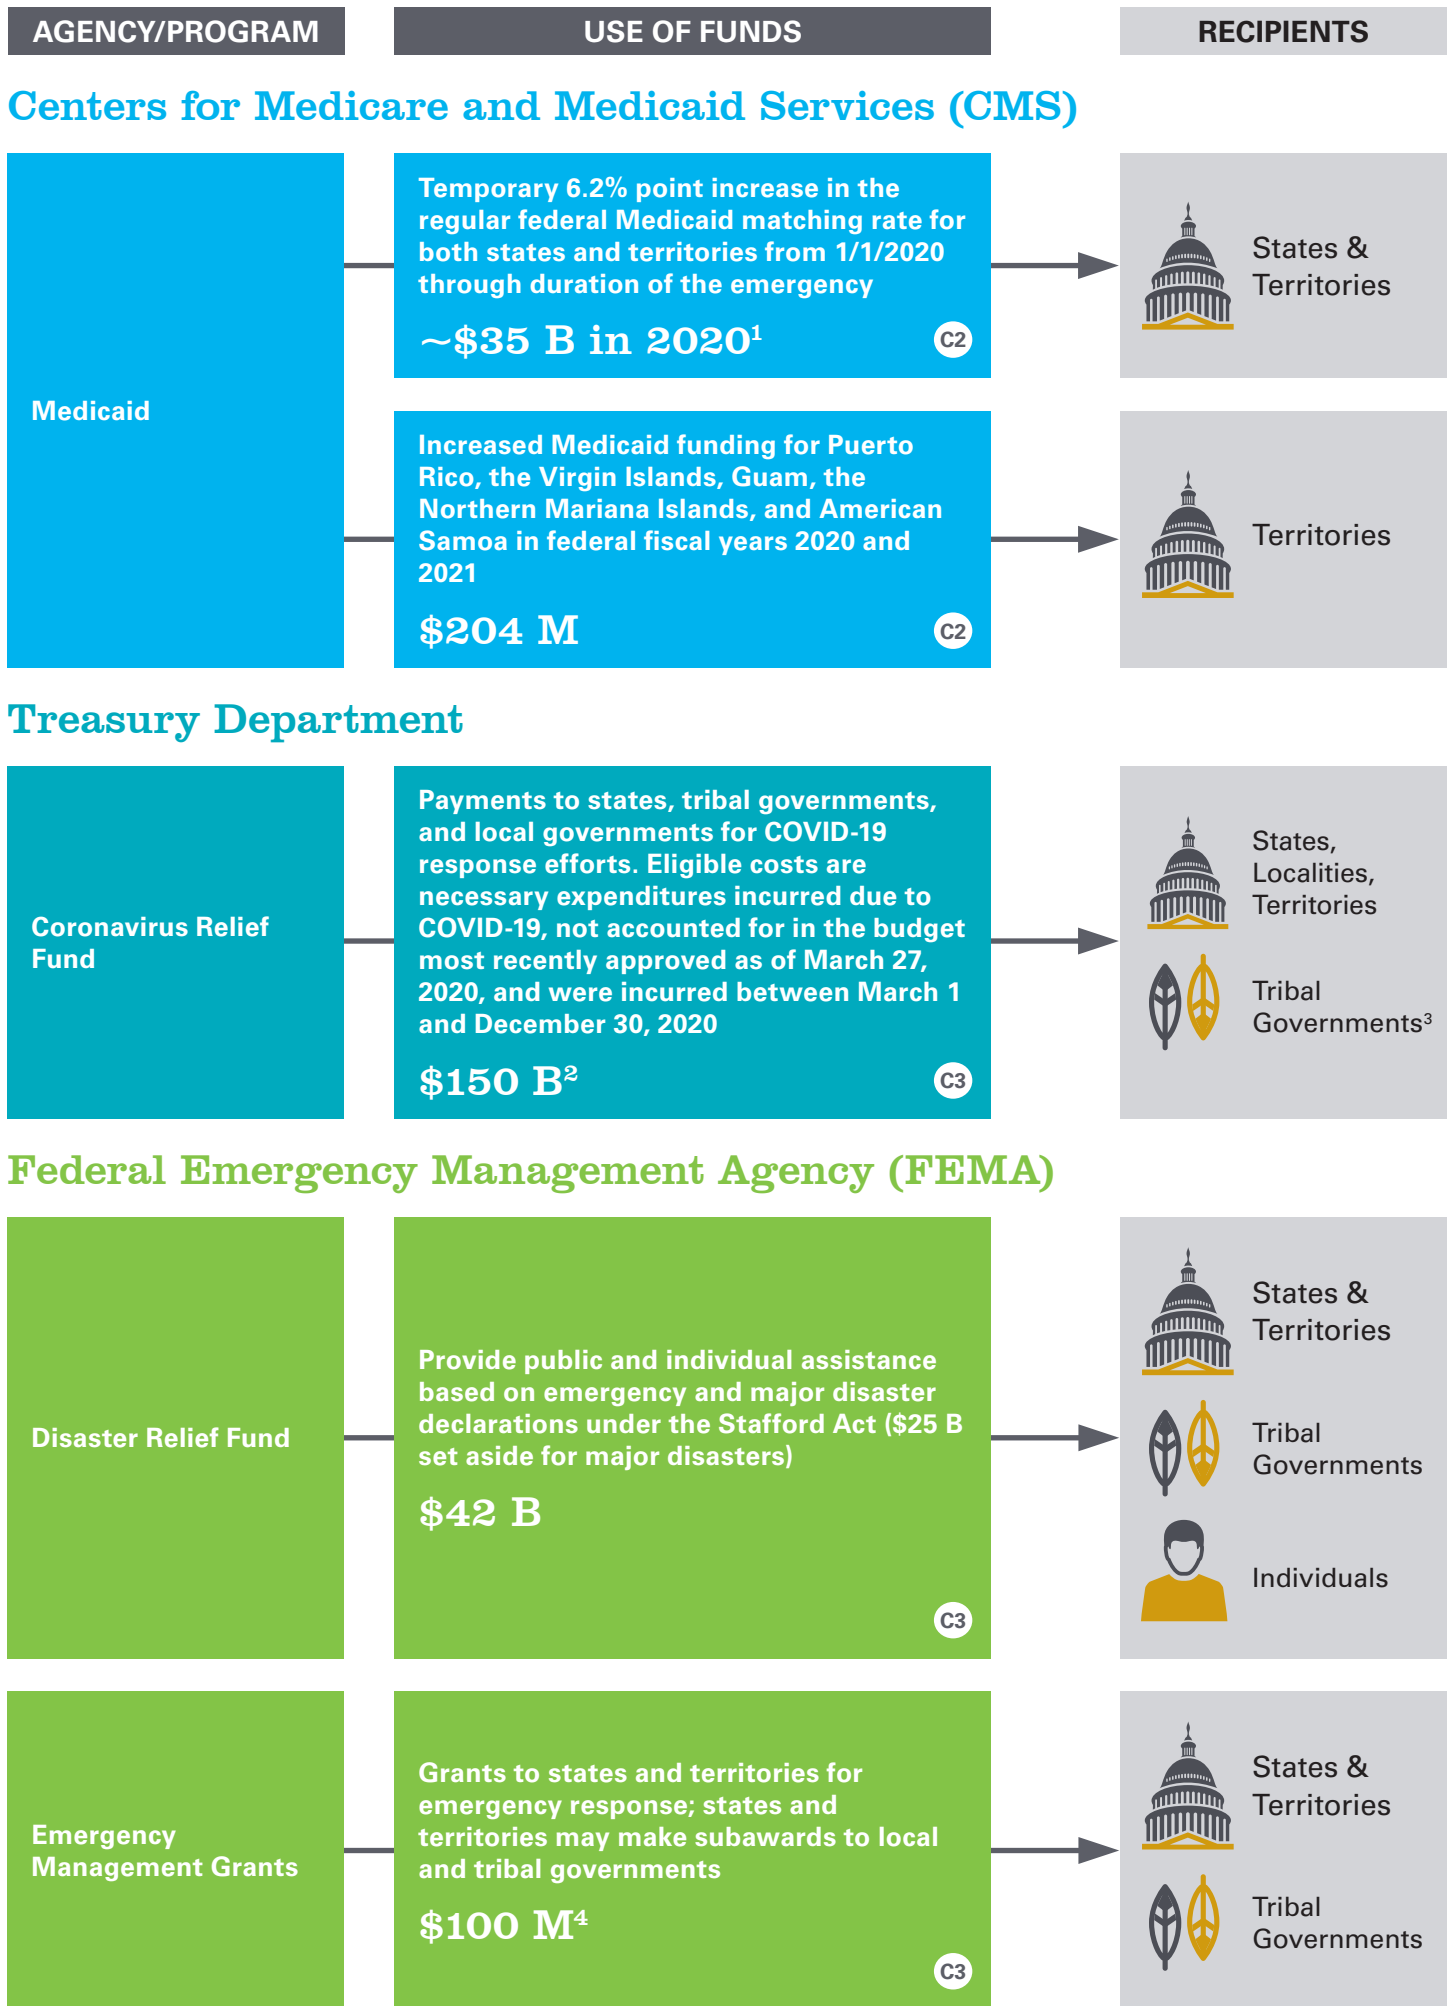 AGENCY/PROGRAM
USE OF FUNDS
RECIPIENTS
Centers for Medicare and Medicaid Services (CMS)
Medicaid
Temporary 6.2% point increase in the
regular federal Medicaid matching rate for
both states and territories from 1/1/2020
through duration of the emergency
~$35 B in 2020¹
C2
States &
Territories
Increased Medicaid funding for Puerto
Rico, the Virgin Islands, Guam, the
Northern Mariana Islands, and American
Samoa in federal fiscal years 2020 and
2021
$204 M
C2
Territories
Treasury Department
Coronavirus Relief
Fund
Payments to states, tribal governments,
and local governments for COVID-19
response efforts. Eligible costs are
necessary expenditures incurred due to
COVID-19, not accounted for in the budget
most recently approved as of March 27,
2020, and were incurred between March 1
and December 30, 2020
$150 B²
C3
States,
Localities,
Territories
Tribal
Governments³
Federal Emergency Management Agency (FEMA)
Disaster Relief Fund
Provide public and individual assistance
based on emergency and major disaster
declarations under the Stafford Act ($25 B
set aside for major disasters)
$42 B
C3
States &
Territories
Tribal
Governments
Individuals
Emergency
Management Grants
Grants to states and territories for
emergency response; states and
territories may make subawards to local
and tribal governments
$100 M⁴
C3
States &
Territories
Tribal
Governments